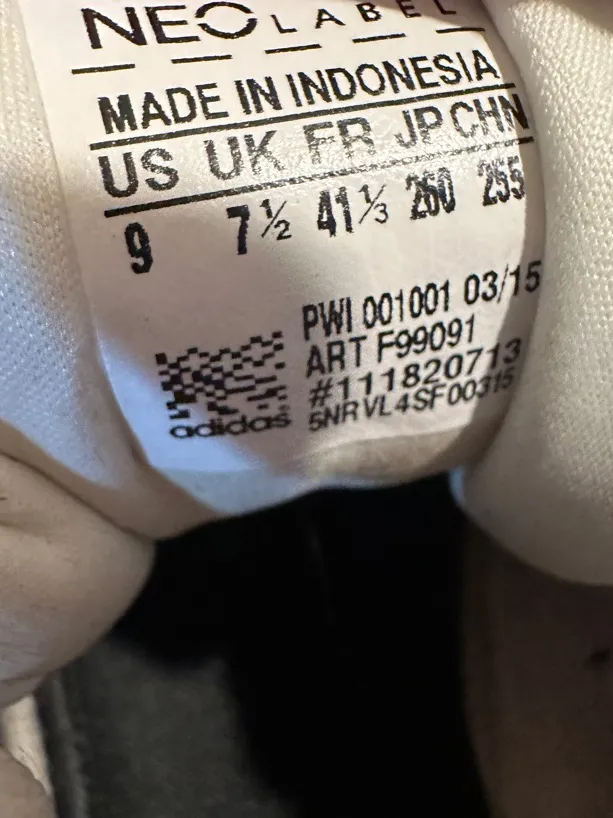 NEO LABEL
MADE IN INDONESIA
US UK FR JP CHN
9 7½ 41⅓ 260 255
PWI 001001 03/15
ART F99091
#111820713
5NRVL4SF00315
adidas